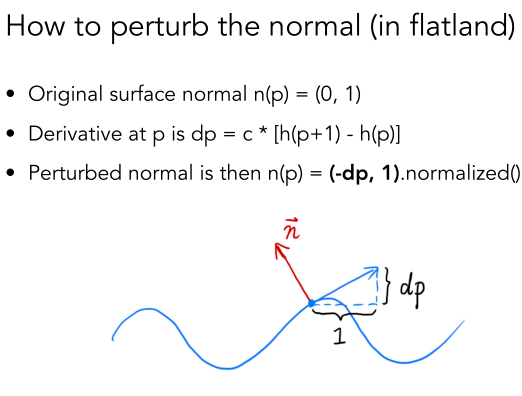 How to perturb the normal (in flatland)
• Original surface normal n(p) = (0, 1)
• Derivative at p is dp = c * [h(p+1) - h(p)]
• Perturbed normal is then n(p) = (-dp, 1).normalized()
n⃗
dp
1